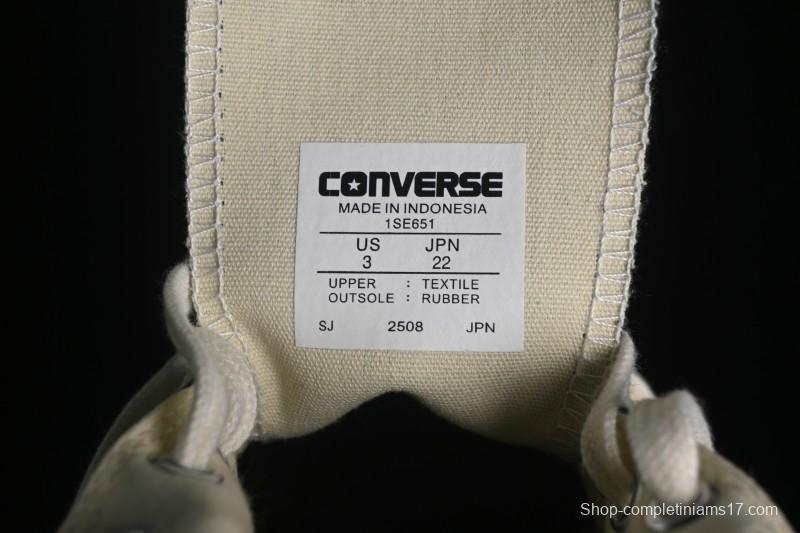 CONVERSE
MADE IN INDONESIA
1SE651
US JPN
3 22
UPPER : TEXTILE
OUTSOLE : RUBBER
SJ 2508 JPN
Shop-completiniams17.com